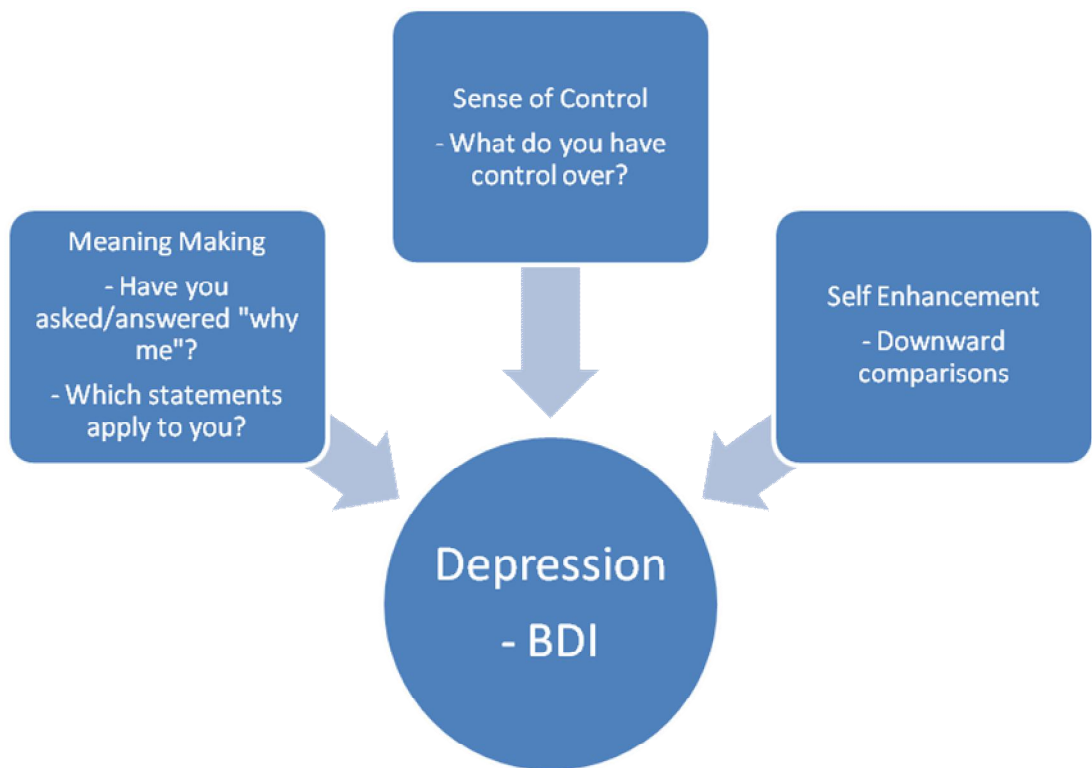 Sense of Control
- What do you have
control over?
Meaning Making
- Have you
asked/answered "why
me"?
- Which statements
apply to you?
Self Enhancement
- Downward
comparisons
Depression
- BDI